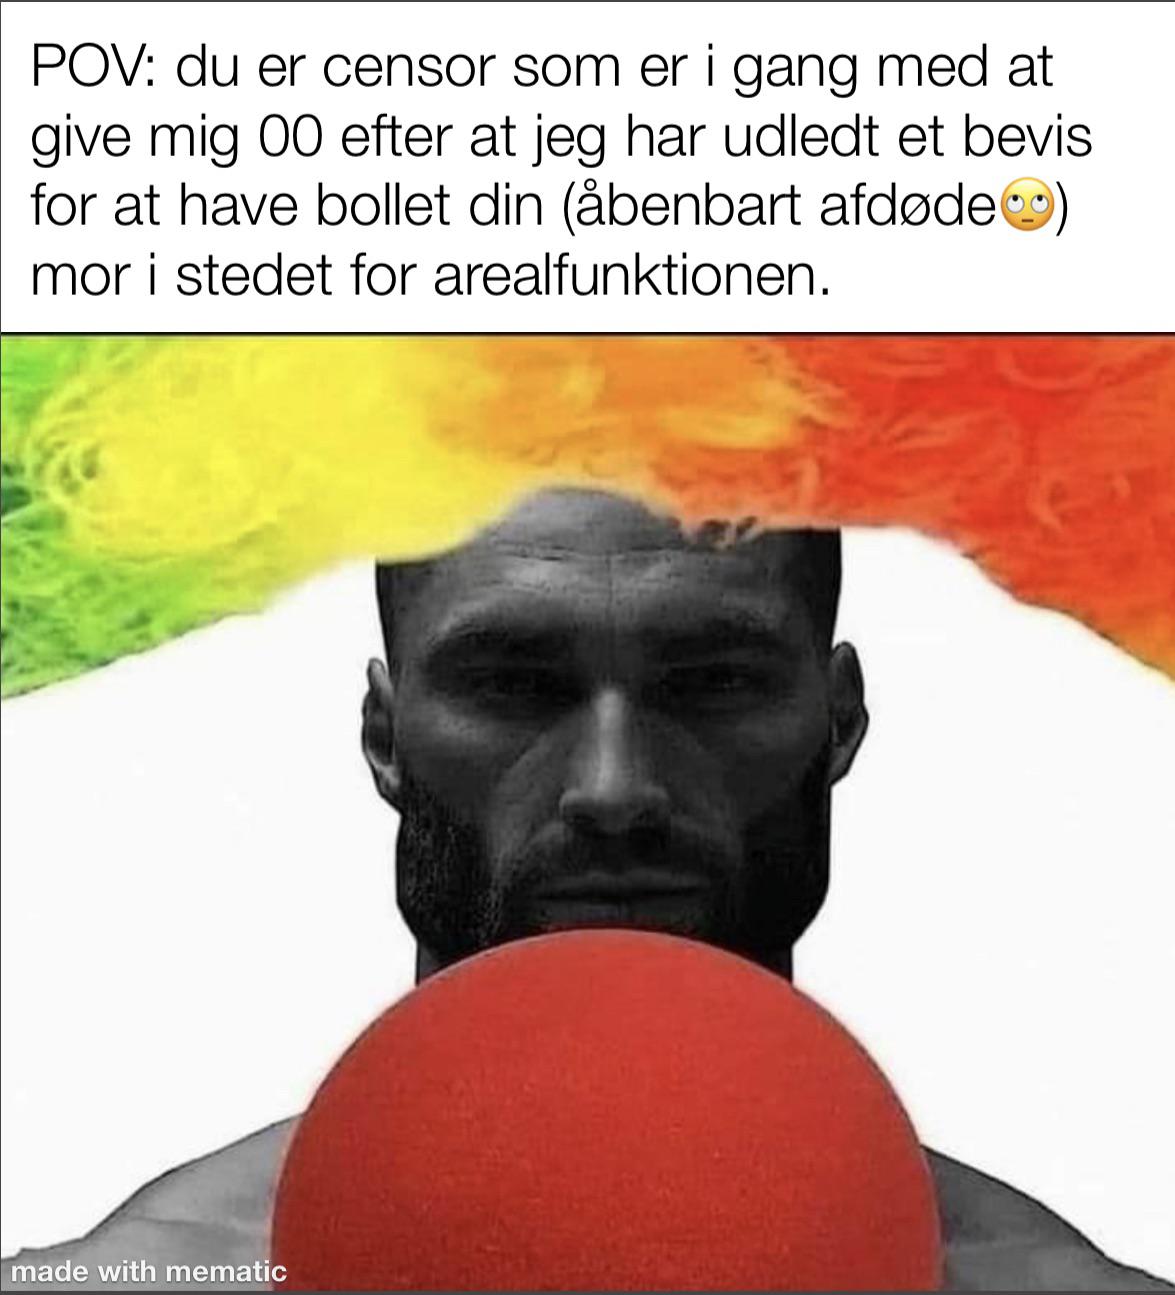 POV: du er censor som er i gang med at
give mig 00 efter at jeg har udledt et bevis
for at have bollet din (åbenbart afdøde🙄)
mor i stedet for arealfunktionen.
made with mematic